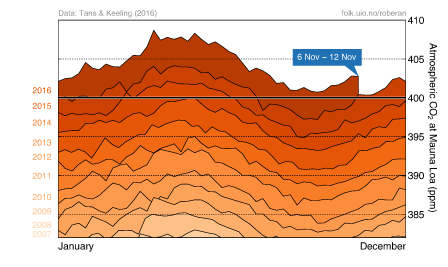 Data: Tans & Keeling (2016)
folk.uio.no/roberan
410
6 Nov – 12 Nov
405
2016
400
2015
2014
2013
395
2012
2011
390
2010
2009
385
2008
2007
Atmospheric CO₂ at Mauna Loa (ppm)
January
December